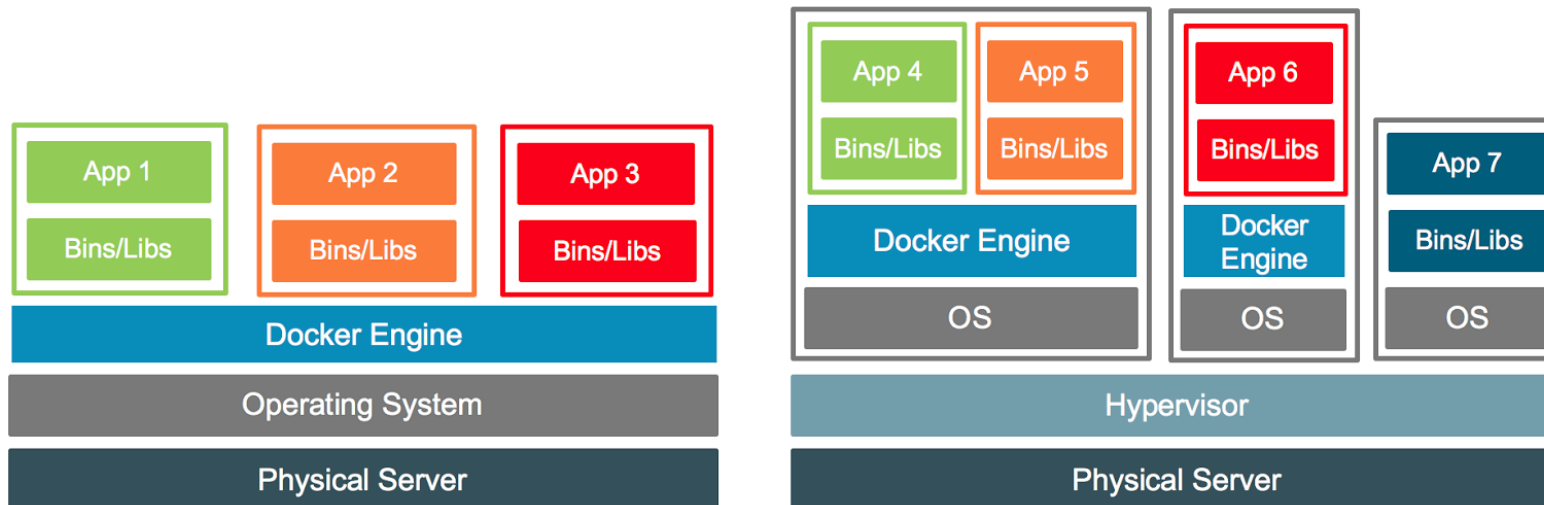 App 1
Bins/Libs
App 2
Bins/Libs
App 3
Bins/Libs
Docker Engine
Operating System
Physical Server
App 4
Bins/Libs
App 5
Bins/Libs
Docker Engine
OS
App 6
Bins/Libs
Docker
Engine
OS
App 7
Bins/Libs
OS
Hypervisor
Physical Server